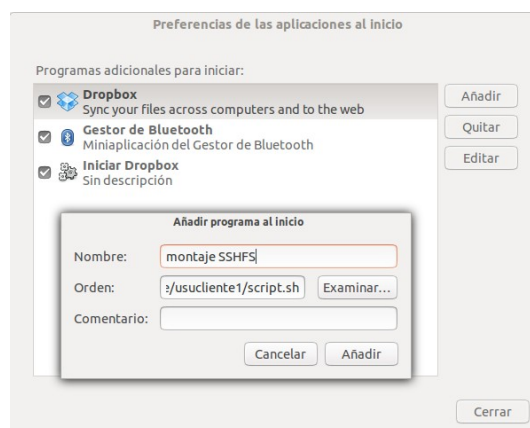 Preferencias de las aplicaciones al inicio
Programas adicionales para iniciar:
Dropbox
Sync your files across computers and to the web
Gestor de Bluetooth
Miniaplicación del Gestor de Bluetooth
Iniciar Dropbox
Sin descripción
Añadir
Quitar
Editar
Añadir programa al inicio
Nombre: montaje SSHFS
Orden: e/usucliente1/script.sh Examinar...
Comentario:
Cancelar Añadir
Cerrar